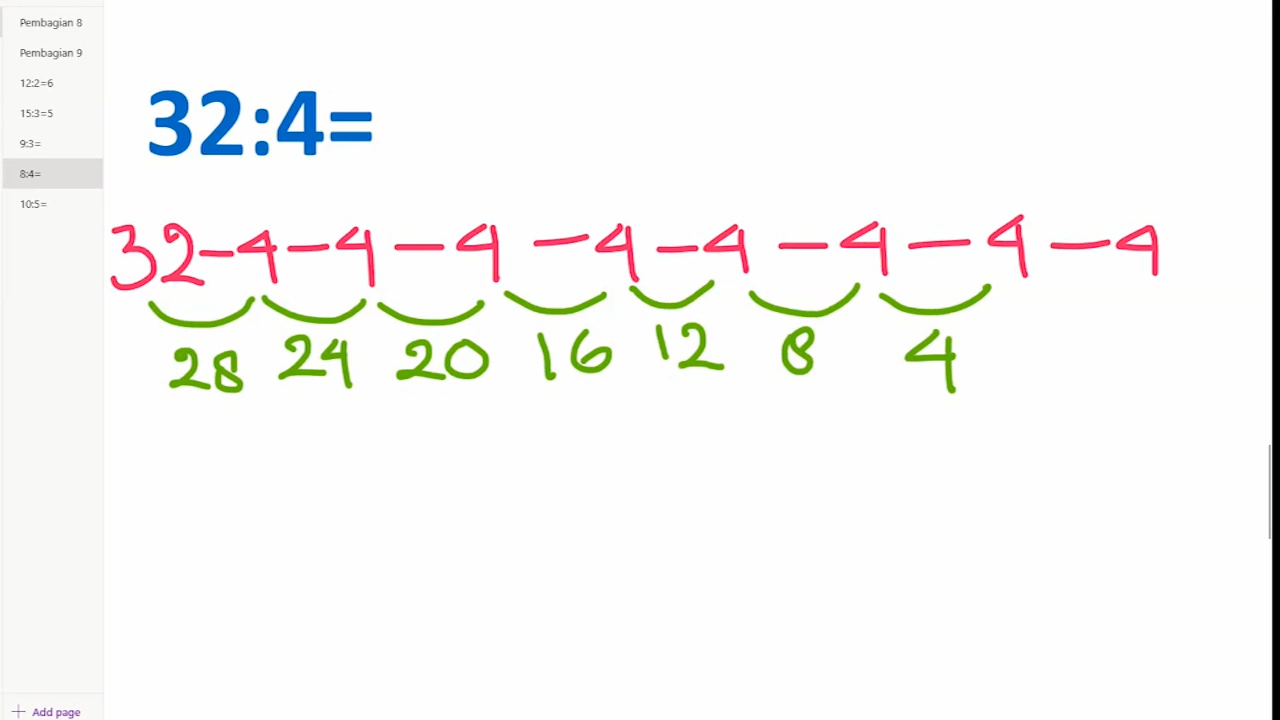 Pembagian 8
Pembagian 9
12:2=6
15:3=5
9:3=
8:4=
10:5=
Add page
32:4=
32-4-4-4-4-4-4-4-4
28 24 20 16 12 8 4